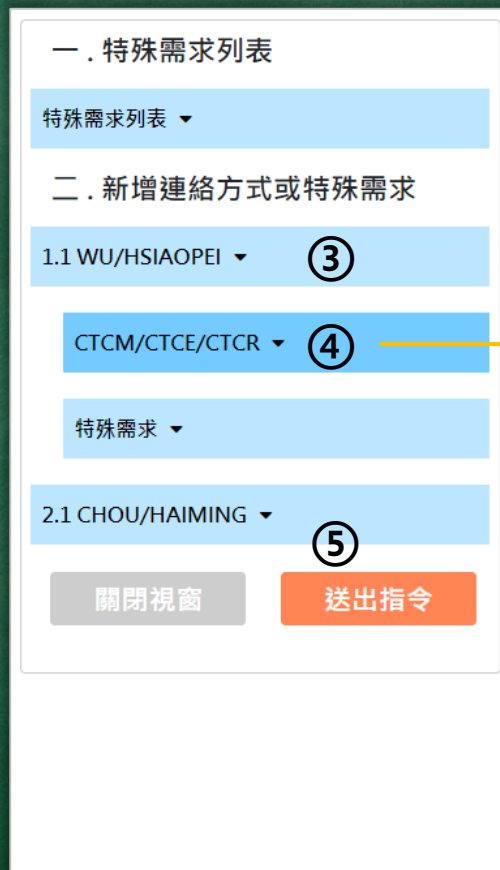 一 . 特殊需求列表
特殊需求列表
二 . 新增連絡方式或特殊需求
1.1 WU/HSIAOPEI ③
CTCM/CTCE/CTCR ④
特殊需求
2.1 CHOU/HAIMING
⑤
關閉視窗 送出指令